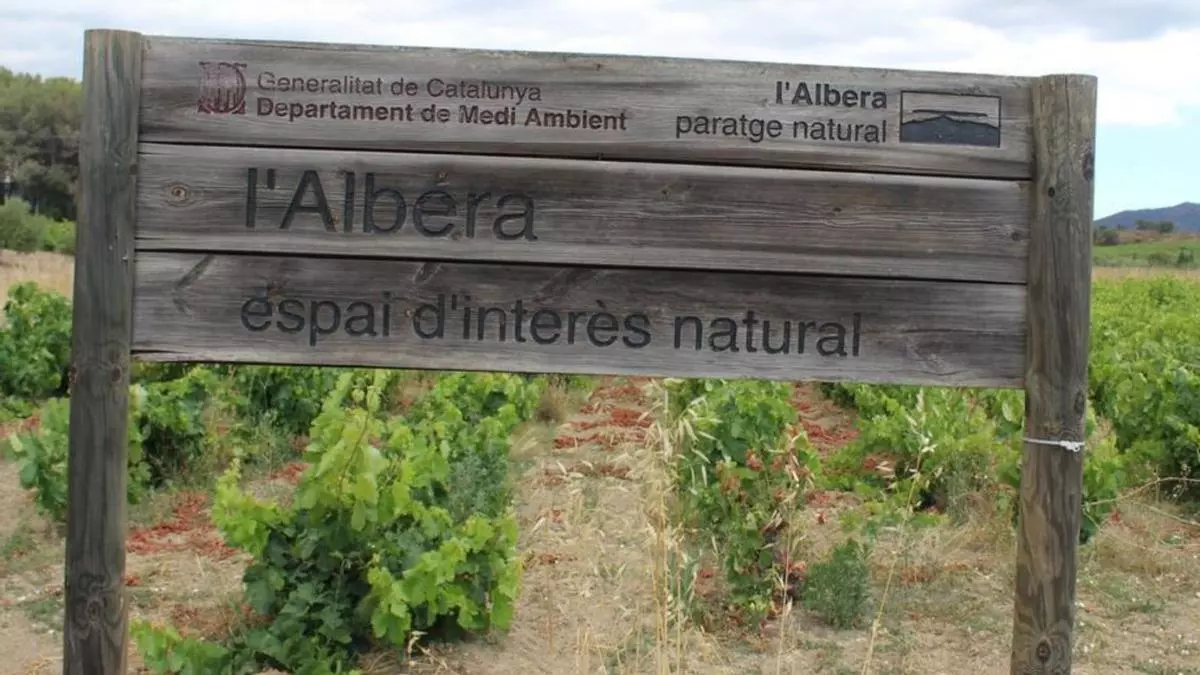 Generalitat de Catalunya
Departament de Medi Ambient
l'Albera
paratge natural
l'Albera
espai d'interès natural